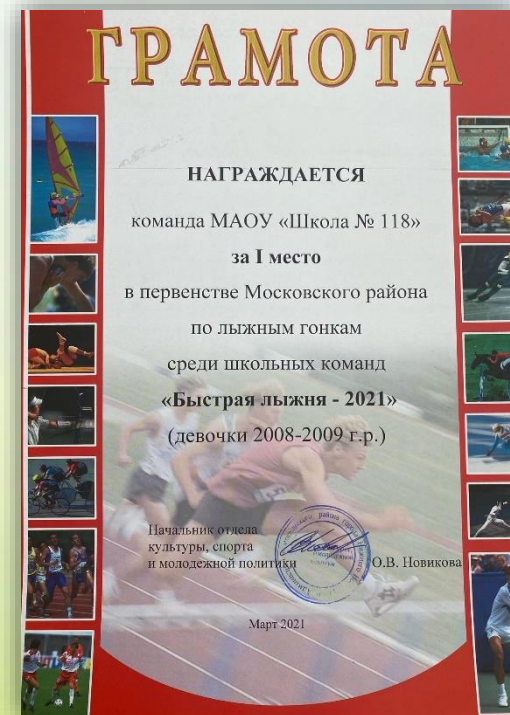 ГРАМОТА
НАГРАЖДАЕТСЯ
команда МАОУ «Школа № 118»
за I место
в первенстве Московского района
по лыжным гонкам
среди школьных команд
«Быстрая лыжня - 2021»
(девочки 2008-2009 г.р.)
Начальник отдела
культуры, спорта
и молодежной политики
О.В. Новикова
Март 2021